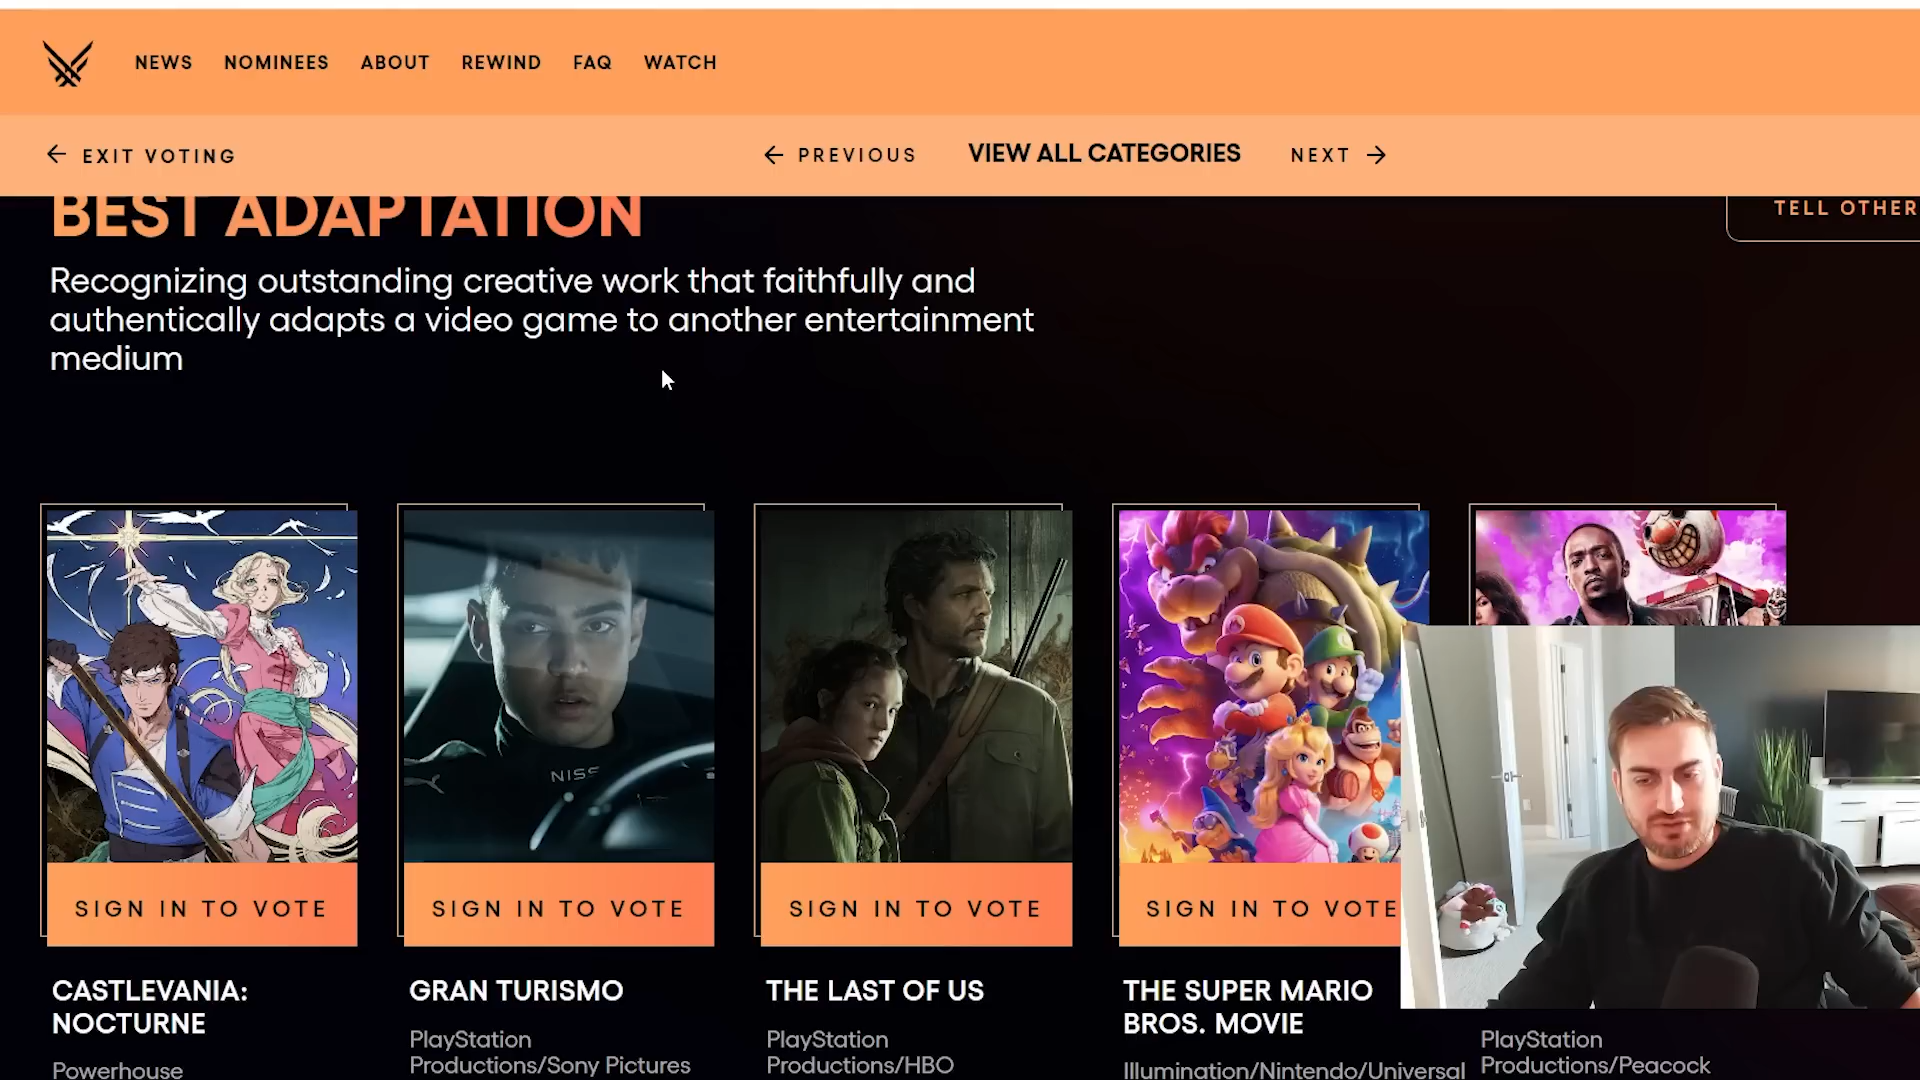 NEWS NOMINEES ABOUT REWIND FAQ WATCH
← EXIT VOTING
← PREVIOUS VIEW ALL CATEGORIES NEXT →
BEST ADAPTATION
TELL OTHER
Recognizing outstanding creative work that faithfully and
authentically adapts a video game to another entertainment
medium
NISS
SIGN IN TO VOTE
SIGN IN TO VOTE
SIGN IN TO VOTE
SIGN IN TO VOTE
CASTLEVANIA:
NOCTURNE
Powerhouse
GRAN TURISMO
PlayStation
Productions/Sony Pictures
THE LAST OF US
PlayStation
Productions/HBO
THE SUPER MARIO
BROS. MOVIE
Illumination/Nintendo/Universal
PlayStation
Productions/Peacock